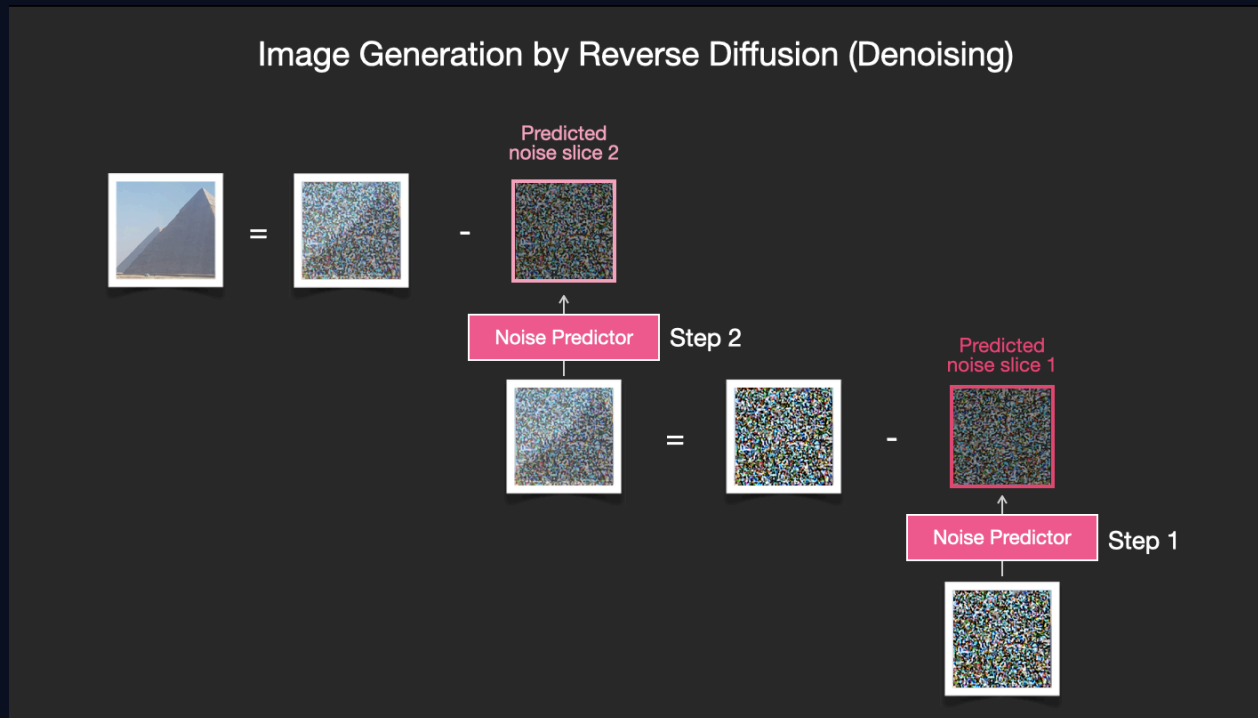 Image Generation by Reverse Diffusion (Denoising)
Predicted
noise slice 2
=
-
Noise Predictor
Step 2
Predicted
noise slice 1
=
-
Noise Predictor
Step 1